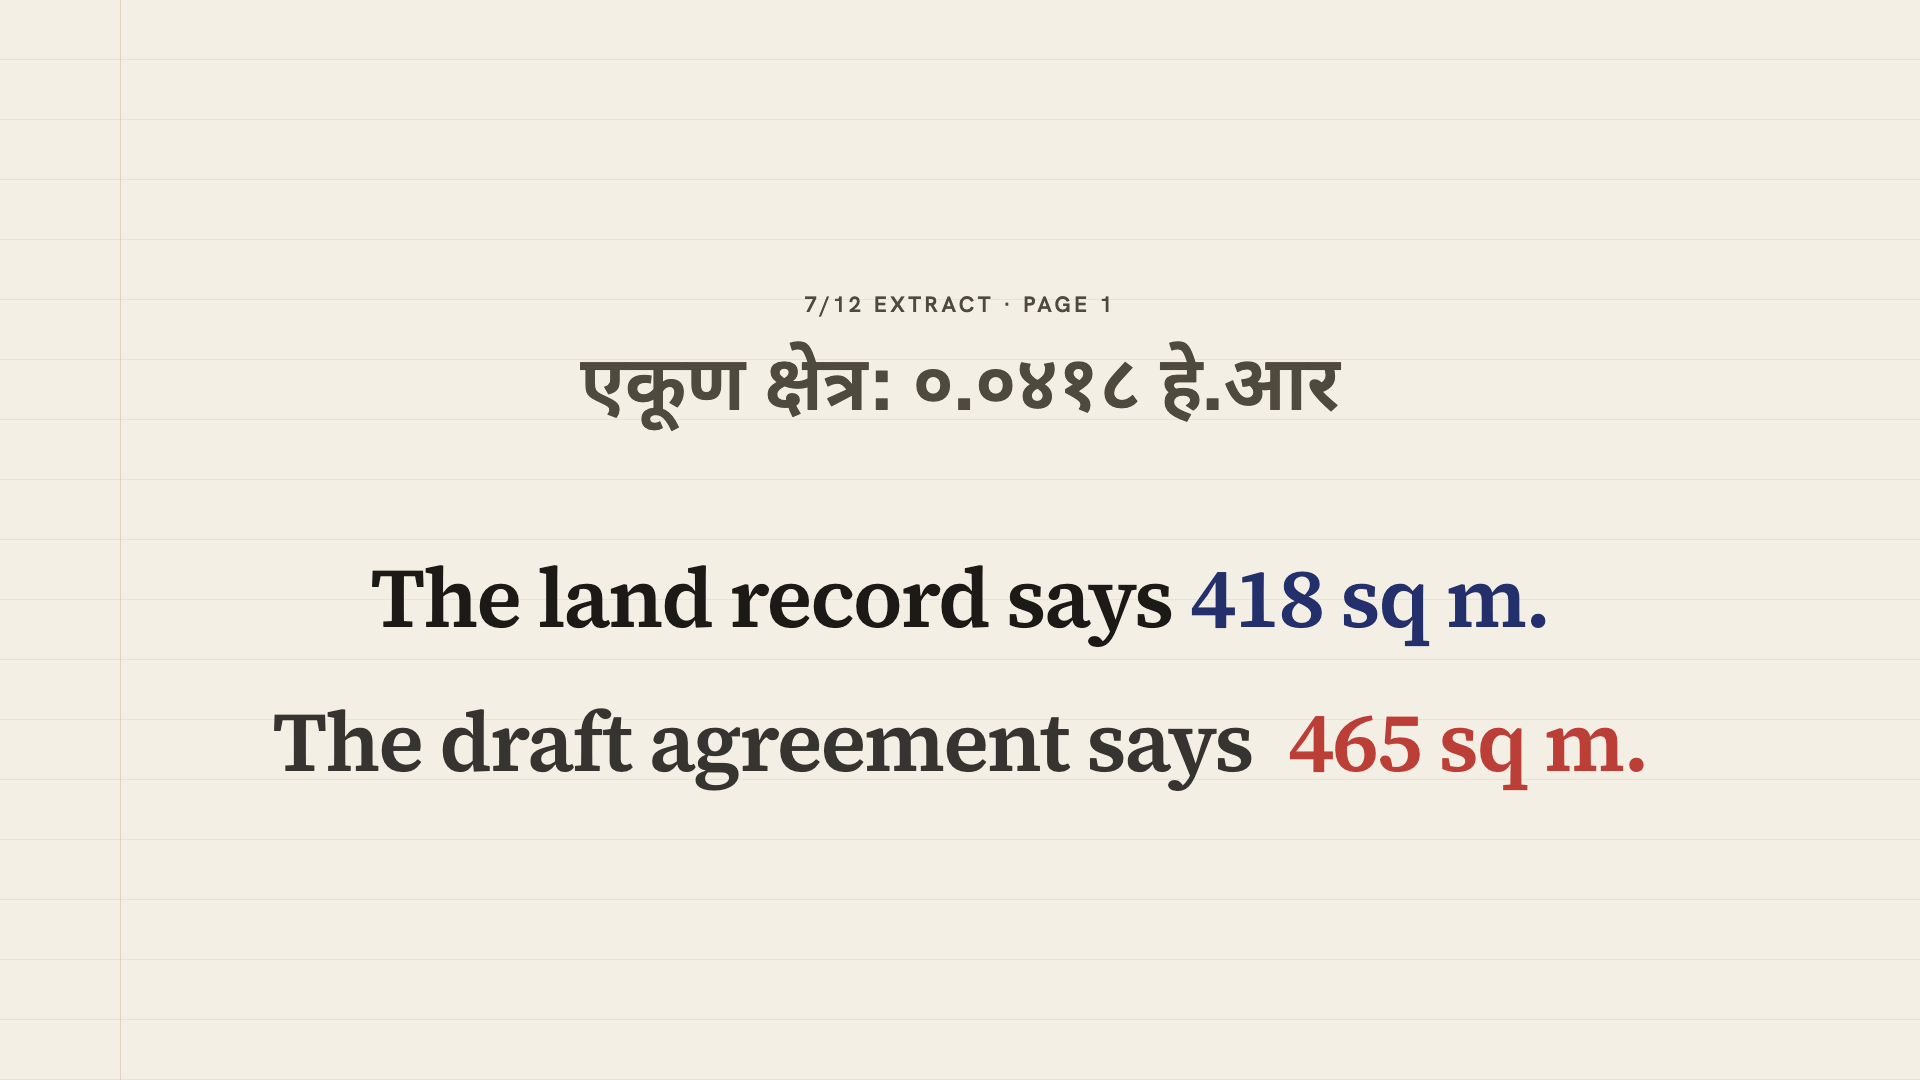 7/12 EXTRACT · PAGE 1
एकूण क्षेत्र: ०.०४१८ हे.आर
The land record says 418 sq m.
The draft agreement says 465 sq m.